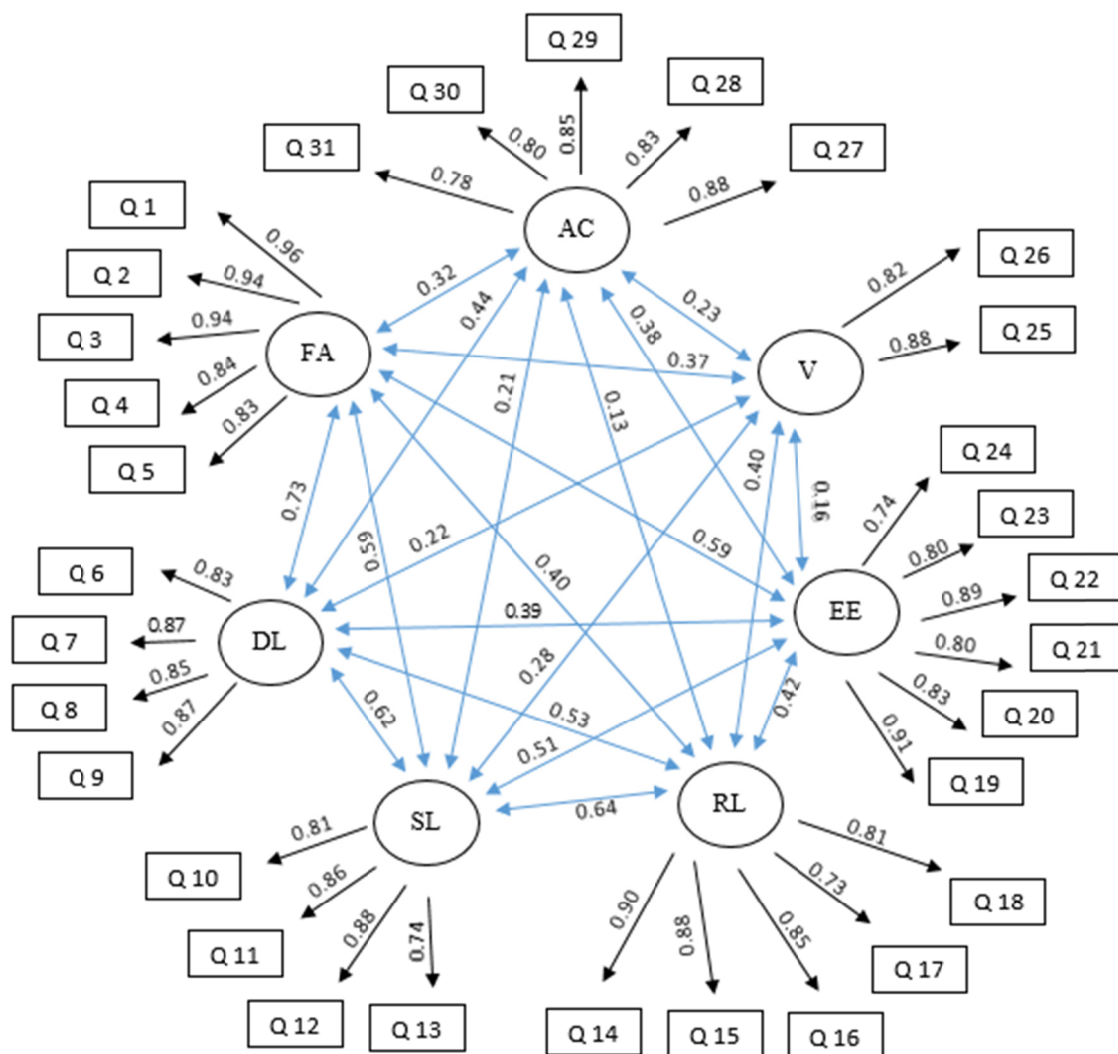 Q 29
Q 30
Q 28
Q 31
Q 27
0.85
0.80
0.83
0.78
0.88
Q 1
AC
Q 26
0.96
Q 2
0.94
0.32
0.44
0.23
0.82
Q 25
Q 3
0.94
FA
0.38
0.37
V
0.88
Q 4
0.84
0.21
0.13
0.83
Q 5
Q 24
0.73
0.59
0.22
0.59
0.40
0.16
0.74
Q 23
0.80
Q 6
0.83
0.40
Q 22
0.89
Q 7
0.87
DL
0.39
EE
0.80
Q 21
0.85
Q 8
0.28
0.83
Q 20
0.87
0.62
0.53
0.42
0.91
Q 9
0.51
Q 19
SL
0.64
RL
0.81
0.81
Q 10
0.86
0.73
Q 18
0.88
0.74
0.90
0.88
0.85
Q 11
Q 17
Q 12
Q 13
Q 14
Q 15
Q 16